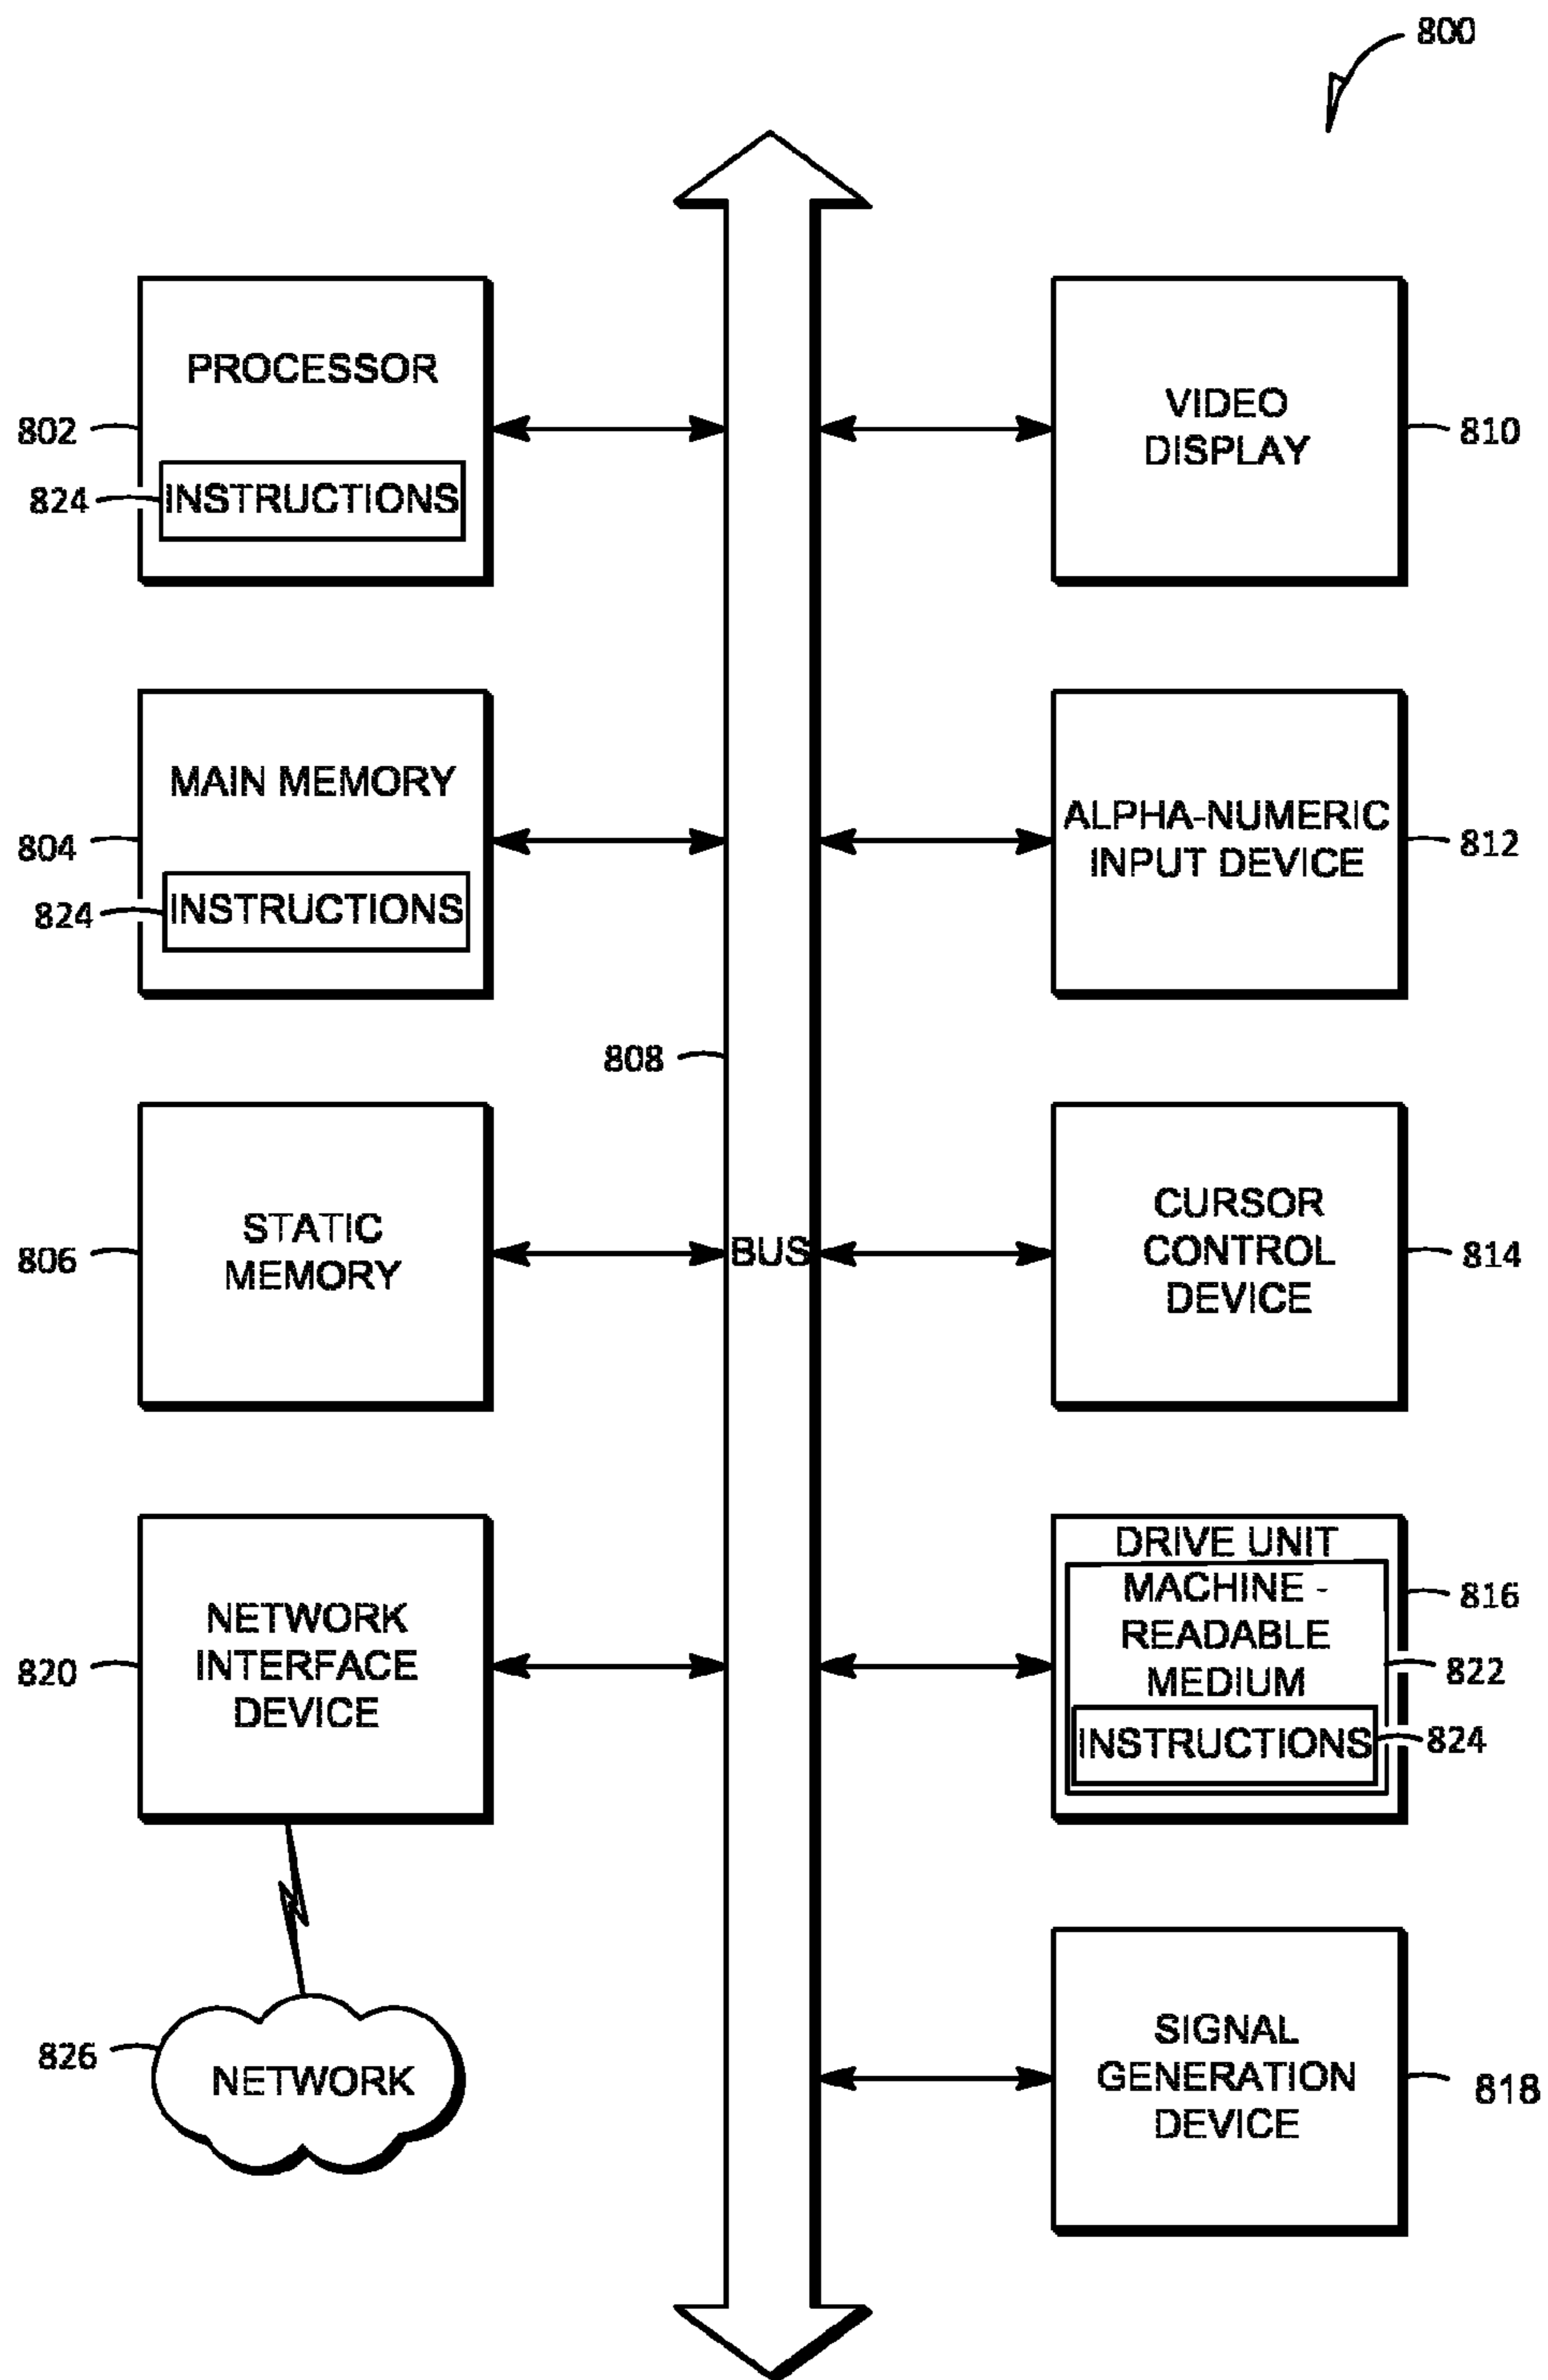 800
PROCESSOR
802
824
INSTRUCTIONS
VIDEO
DISPLAY
810
MAIN MEMORY
804
824
INSTRUCTIONS
ALPHA-NUMERIC
INPUT DEVICE
812
808
STATIC
MEMORY
806
BUS
CURSOR
CONTROL
DEVICE
814
NETWORK
INTERFACE
DEVICE
820
DRIVE UNIT
MACHINE -
READABLE
MEDIUM
INSTRUCTIONS
816
822
824
826
NETWORK
SIGNAL
GENERATION
DEVICE
818